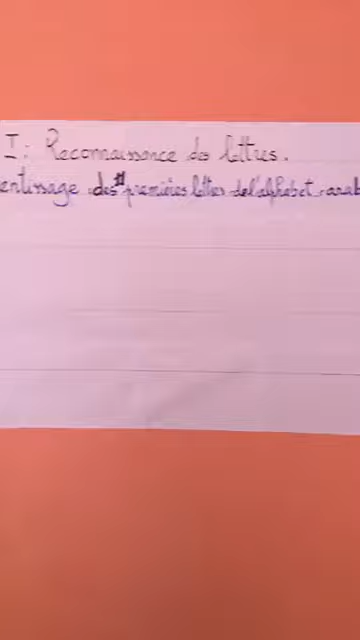 I: Reconnaissance des lettres.
entissage des premières lettres de l'alphabet arab